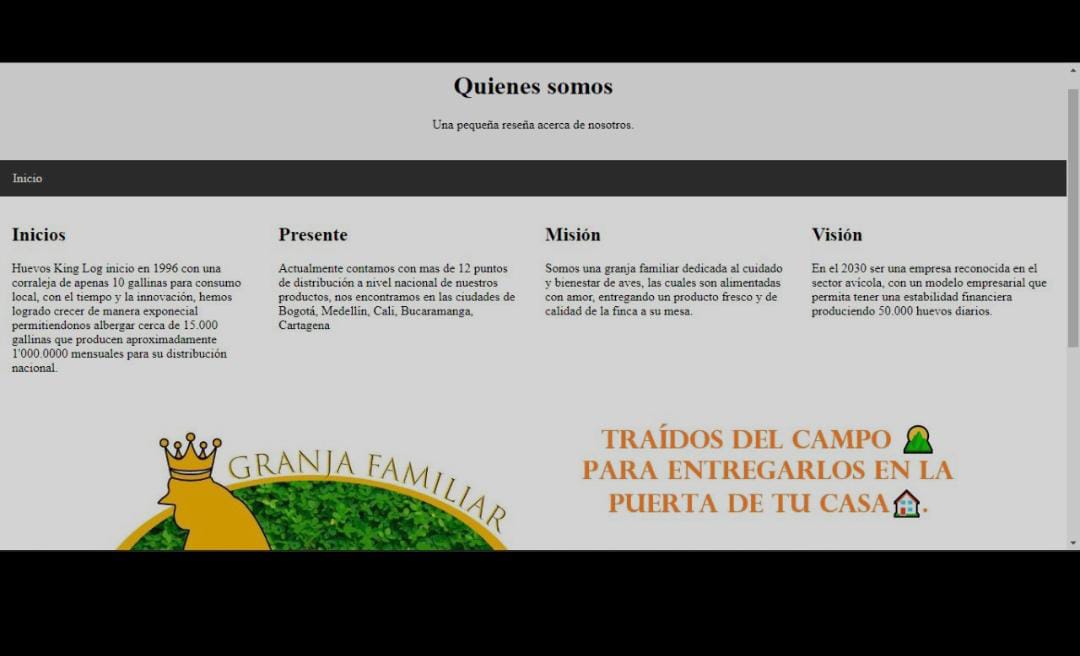 Quienes somos
Una pequeña reseña acerca de nosotros.
Inicio
Inicios
Huevos King Log inicio en 1996 con una
corraleja de apenas 10 gallinas para consumo
local, con el tiempo y la innovación, hemos
logrado crecer de manera exponecial
permitiendonos albergar cerca de 15.000
gallinas que producen aproximadamente
1'000.0000 mensuales para su distribución
nacional.
Presente
Actualmente contamos con mas de 12 puntos
de distribución a nivel nacional de nuestros
productos, nos encontramos en las ciudades de
Bogotá, Medellin, Cali, Bucaramanga,
Cartagena
Misión
Somos una granja familiar dedicada al cuidado
y bienestar de aves, las cuales son alimentadas
con amor, entregando un producto fresco y de
calidad de la finca a su mesa.
Visión
En el 2030 ser una empresa reconocida en el
sector avícola, con un modelo empresarial que
permita tener una estabilidad financiera
produciendo 50.000 huevos diarios.
GRANJA FAMILIAR
TRAÍDOS DEL CAMPO
PARA ENTREGARLOS EN LA
PUERTA DE TU CASA.